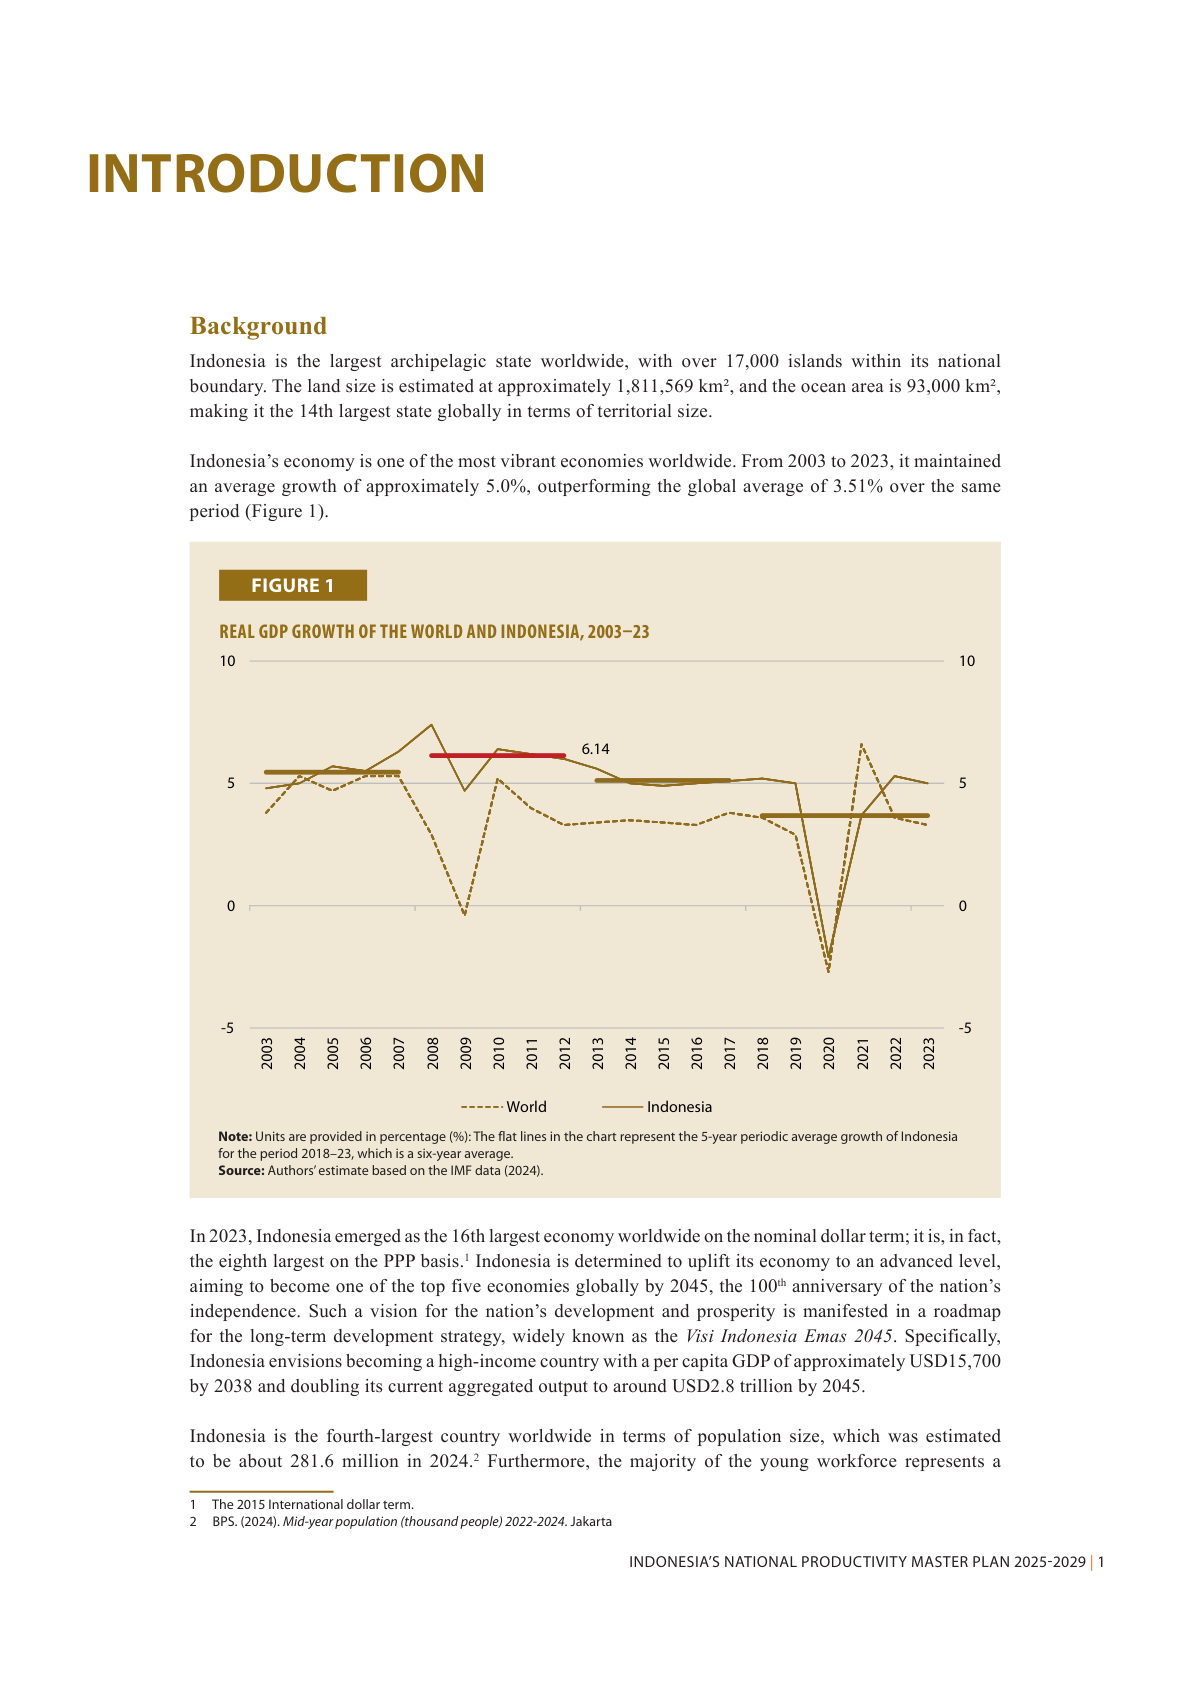 INTRODUCTION
Background
Indonesia is the largest archipelagic state worldwide, with over 17,000 islands within its national
boundary. The land size is estimated at approximately 1,811,569 km², and the ocean area is 93,000 km²,
making it the 14th largest state globally in terms of territorial size.
Indonesia’s economy is one of the most vibrant economies worldwide. From 2003 to 2023, it maintained
an average growth of approximately 5.0%, outperforming the global average of 3.51% over the same
period (Figure 1).
FIGURE 1
REAL GDP GROWTH OF THE WORLD AND INDONESIA, 2003–23
10 10
6.14
5 5
0 0
-5 -5
2003 2004 2005 2006 2007 2008 2009 2010 2011 2012 2013 2014 2015 2016 2017 2018 2019 2020 2021 2022 2023
World Indonesia
Note: Units are provided in percentage (%): The flat lines in the chart represent the 5-year periodic average growth of Indonesia
for the period 2018–23, which is a six-year average.
Source: Authors’ estimate based on the IMF data (2024).
In 2023, Indonesia emerged as the 16th largest economy worldwide on the nominal dollar term; it is, in fact,
the eighth largest on the PPP basis.1 Indonesia is determined to uplift its economy to an advanced level,
aiming to become one of the top five economies globally by 2045, the 100th anniversary of the nation’s
independence. Such a vision for the nation’s development and prosperity is manifested in a roadmap
for the long-term development strategy, widely known as the Visi Indonesia Emas 2045. Specifically,
Indonesia envisions becoming a high-income country with a per capita GDP of approximately USD15,700
by 2038 and doubling its current aggregated output to around USD2.8 trillion by 2045.
Indonesia is the fourth-largest country worldwide in terms of population size, which was estimated
to be about 281.6 million in 2024.2 Furthermore, the majority of the young workforce represents a
1 The 2015 International dollar term.
2 BPS. (2024). Mid-year population (thousand people) 2022-2024. Jakarta
INDONESIA’S NATIONAL PRODUCTIVITY MASTER PLAN 2025-2029 | 1